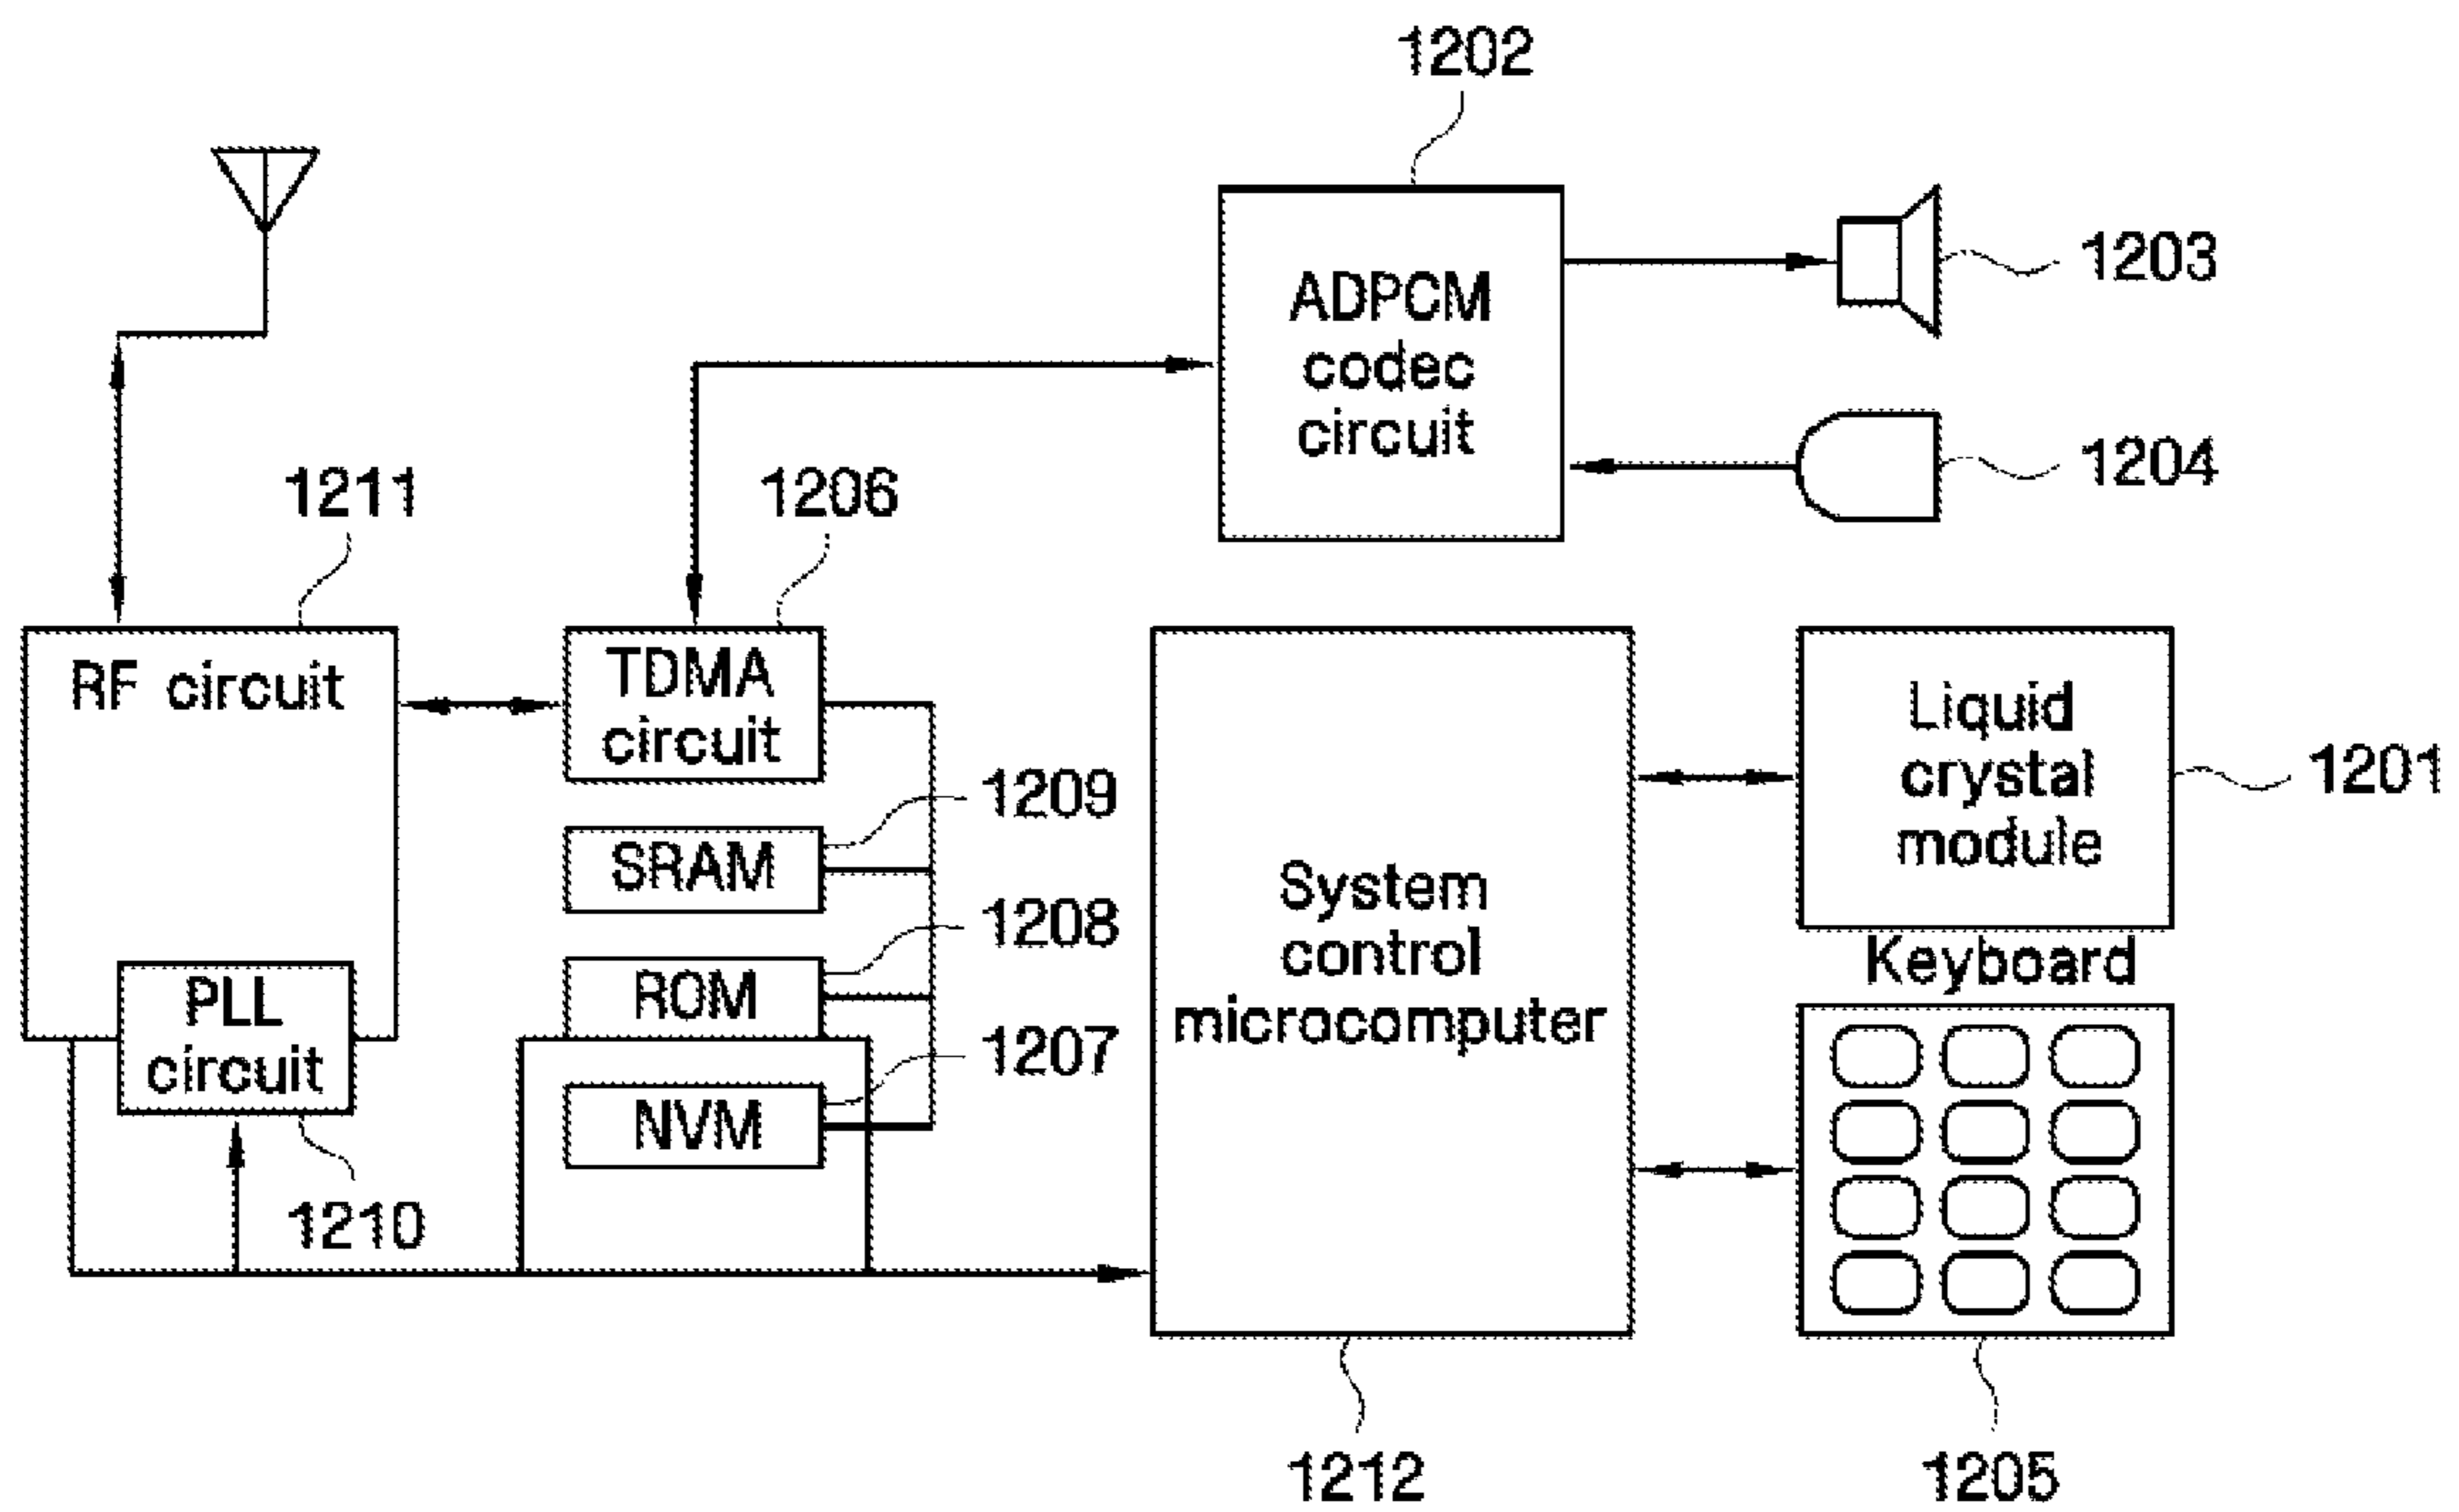 1202
ADPCM
codec
circuit
1203
1204
1211
1206
RF circuit
TDMA
circuit
1209
SRAM
1208
ROM
1207
NVM
PLL
circuit
1210
System
control
microcomputer
1212
Liquid
crystal
module
1201
Keyboard
1205